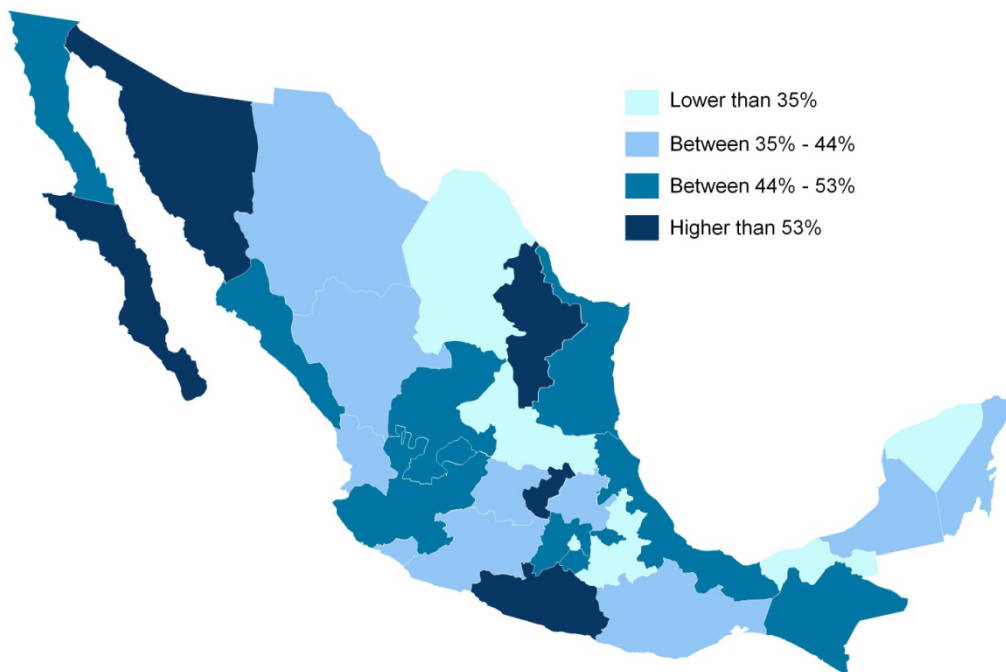 Lower than 35%
Between 35% - 44%
Between 44% - 53%
Higher than 53%